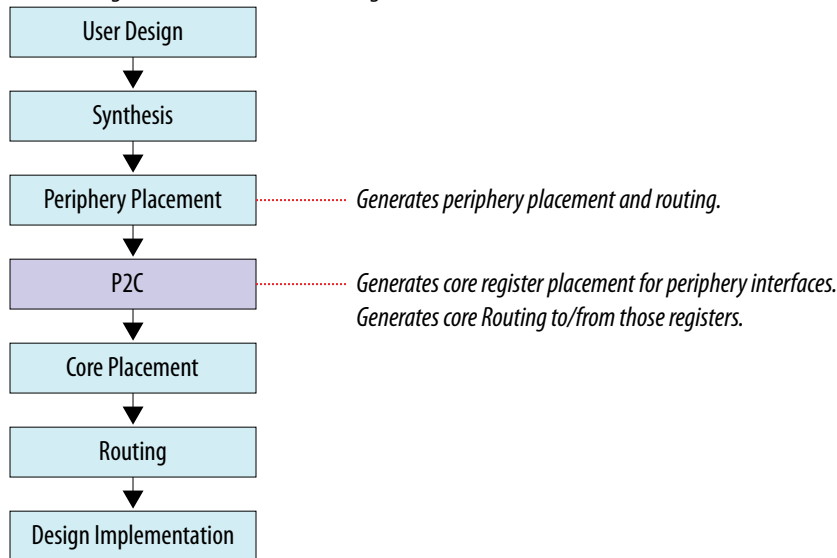 User Design
Synthesis
Periphery Placement
Generates periphery placement and routing.
P2C
Generates core register placement for periphery interfaces.
Generates core Routing to/from those registers.
Core Placement
Routing
Design Implementation